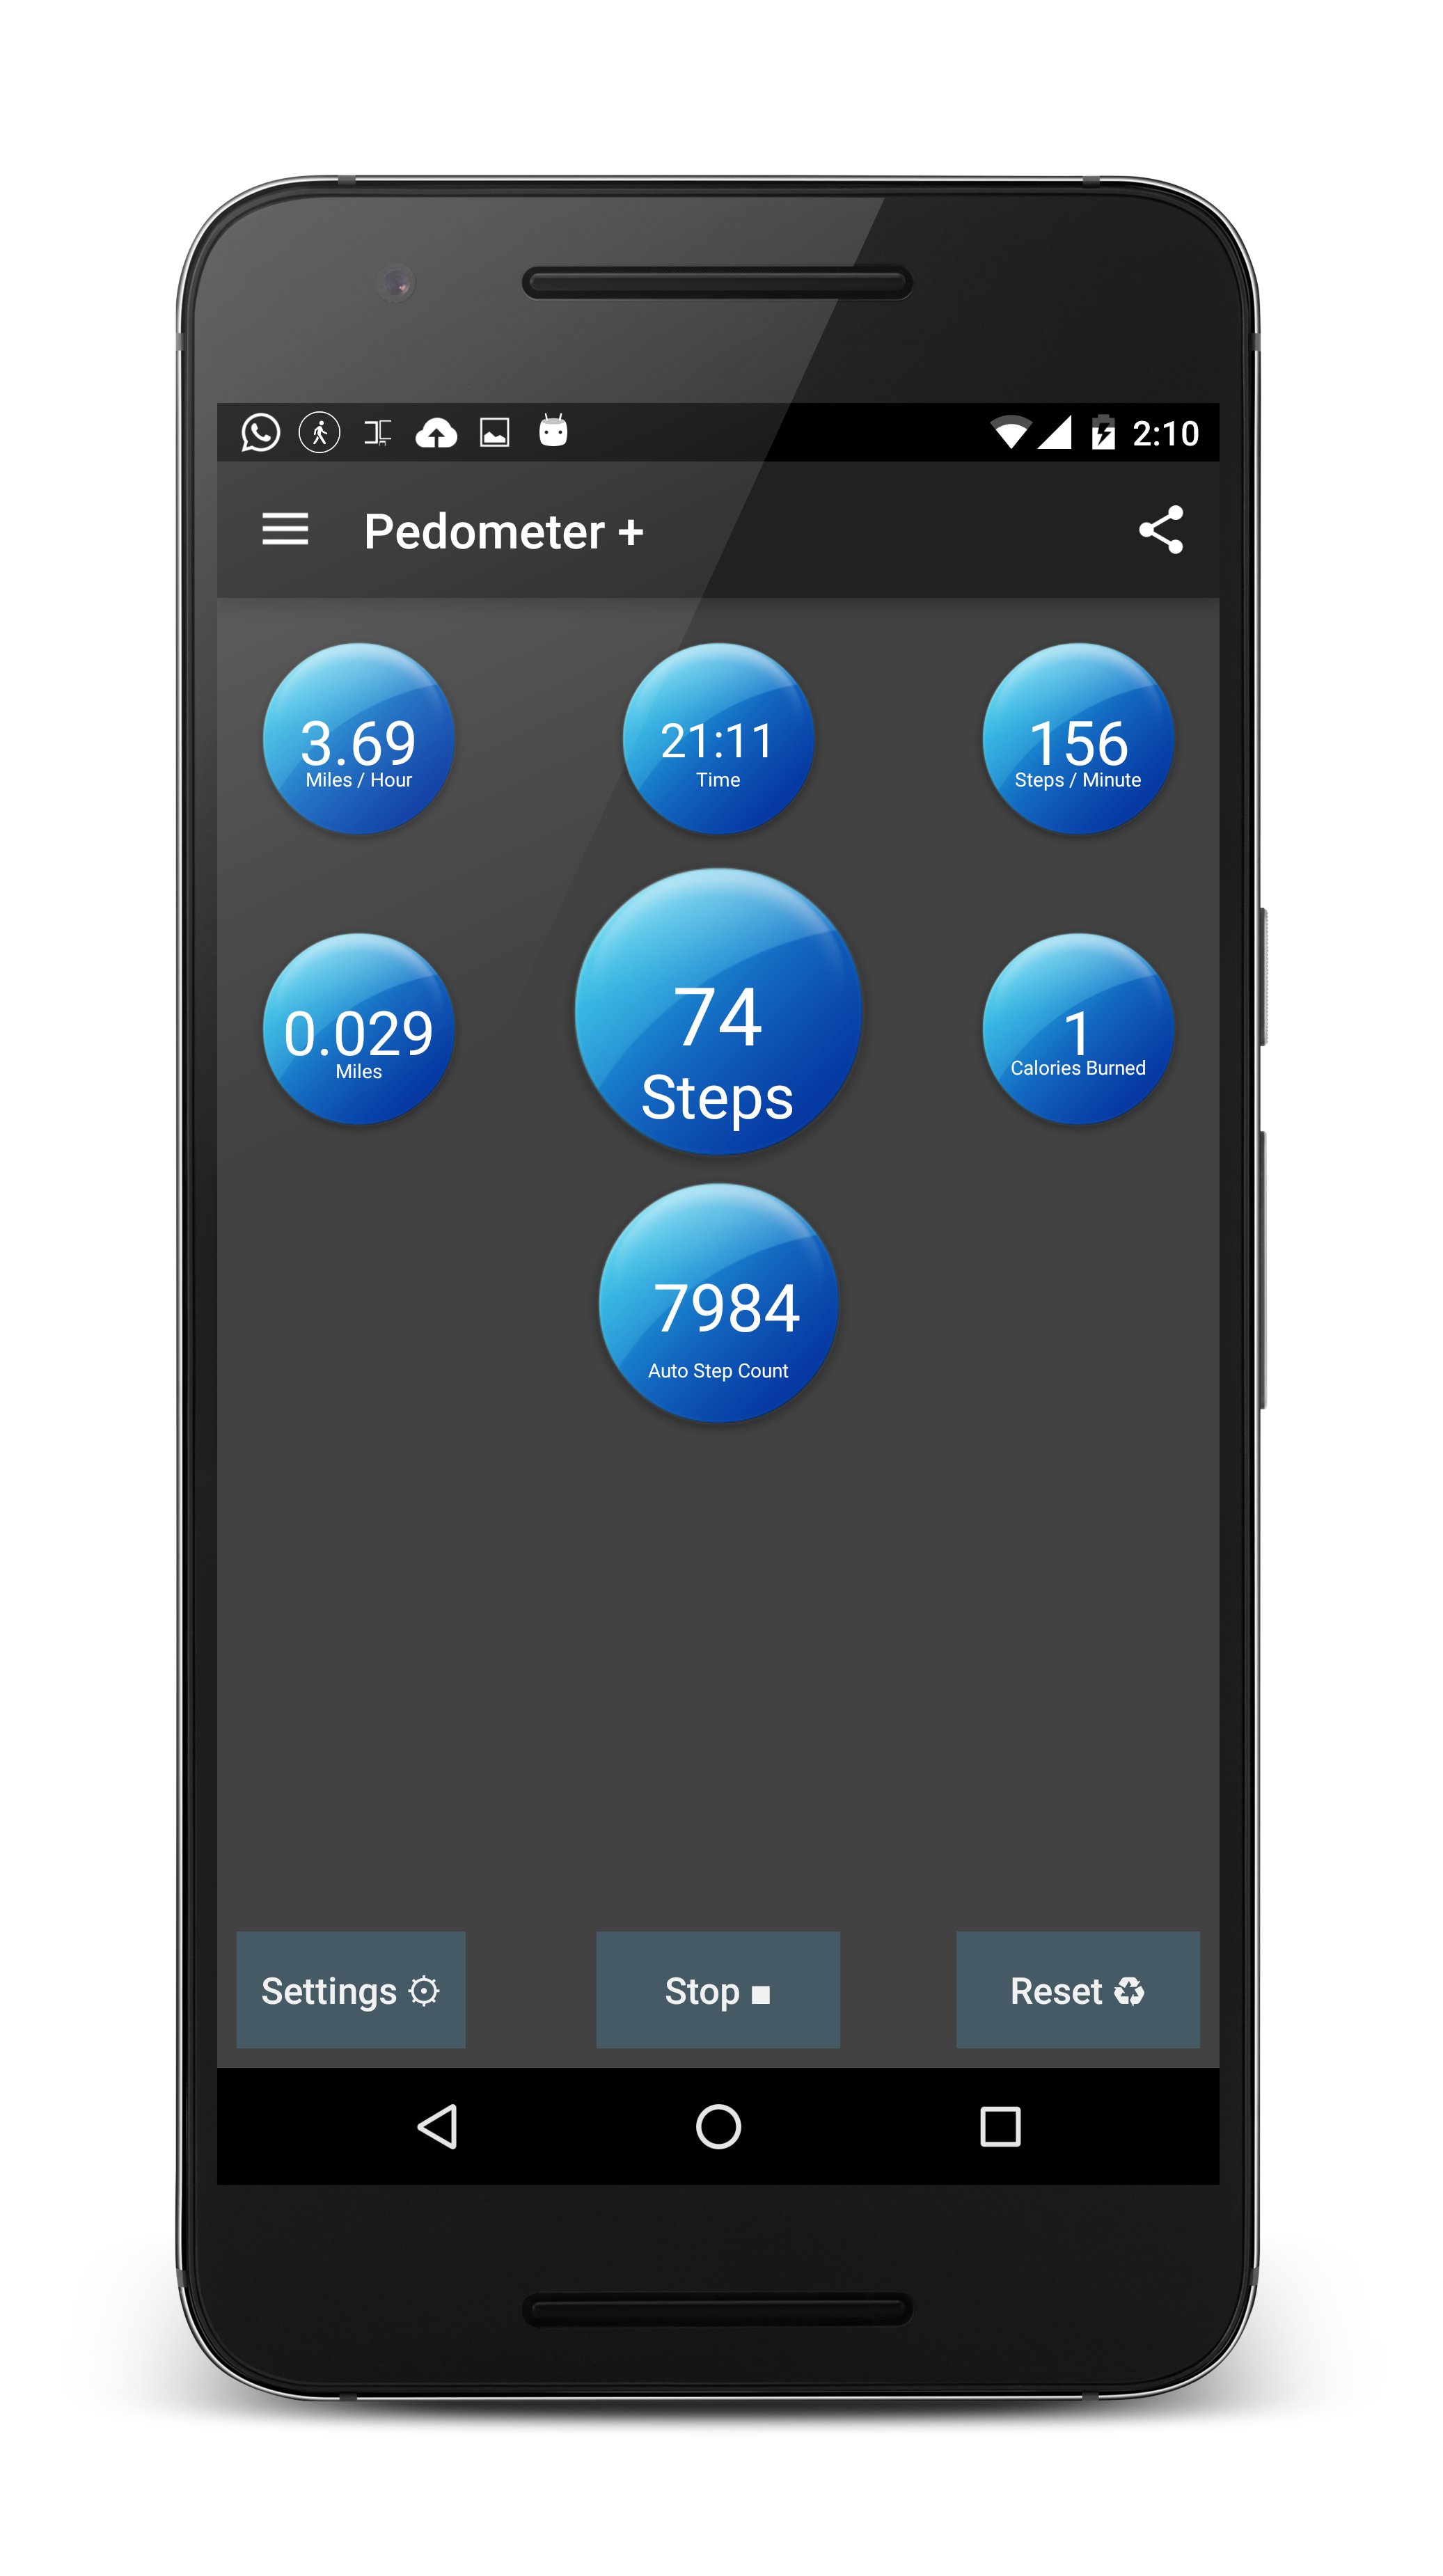 2:10
Pedometer +
3.69
Miles / Hour
21:11
Time
156
Steps / Minute
0.029
Miles
74
Steps
1
Calories Burned
7984
Auto Step Count
Settings
Stop
Reset